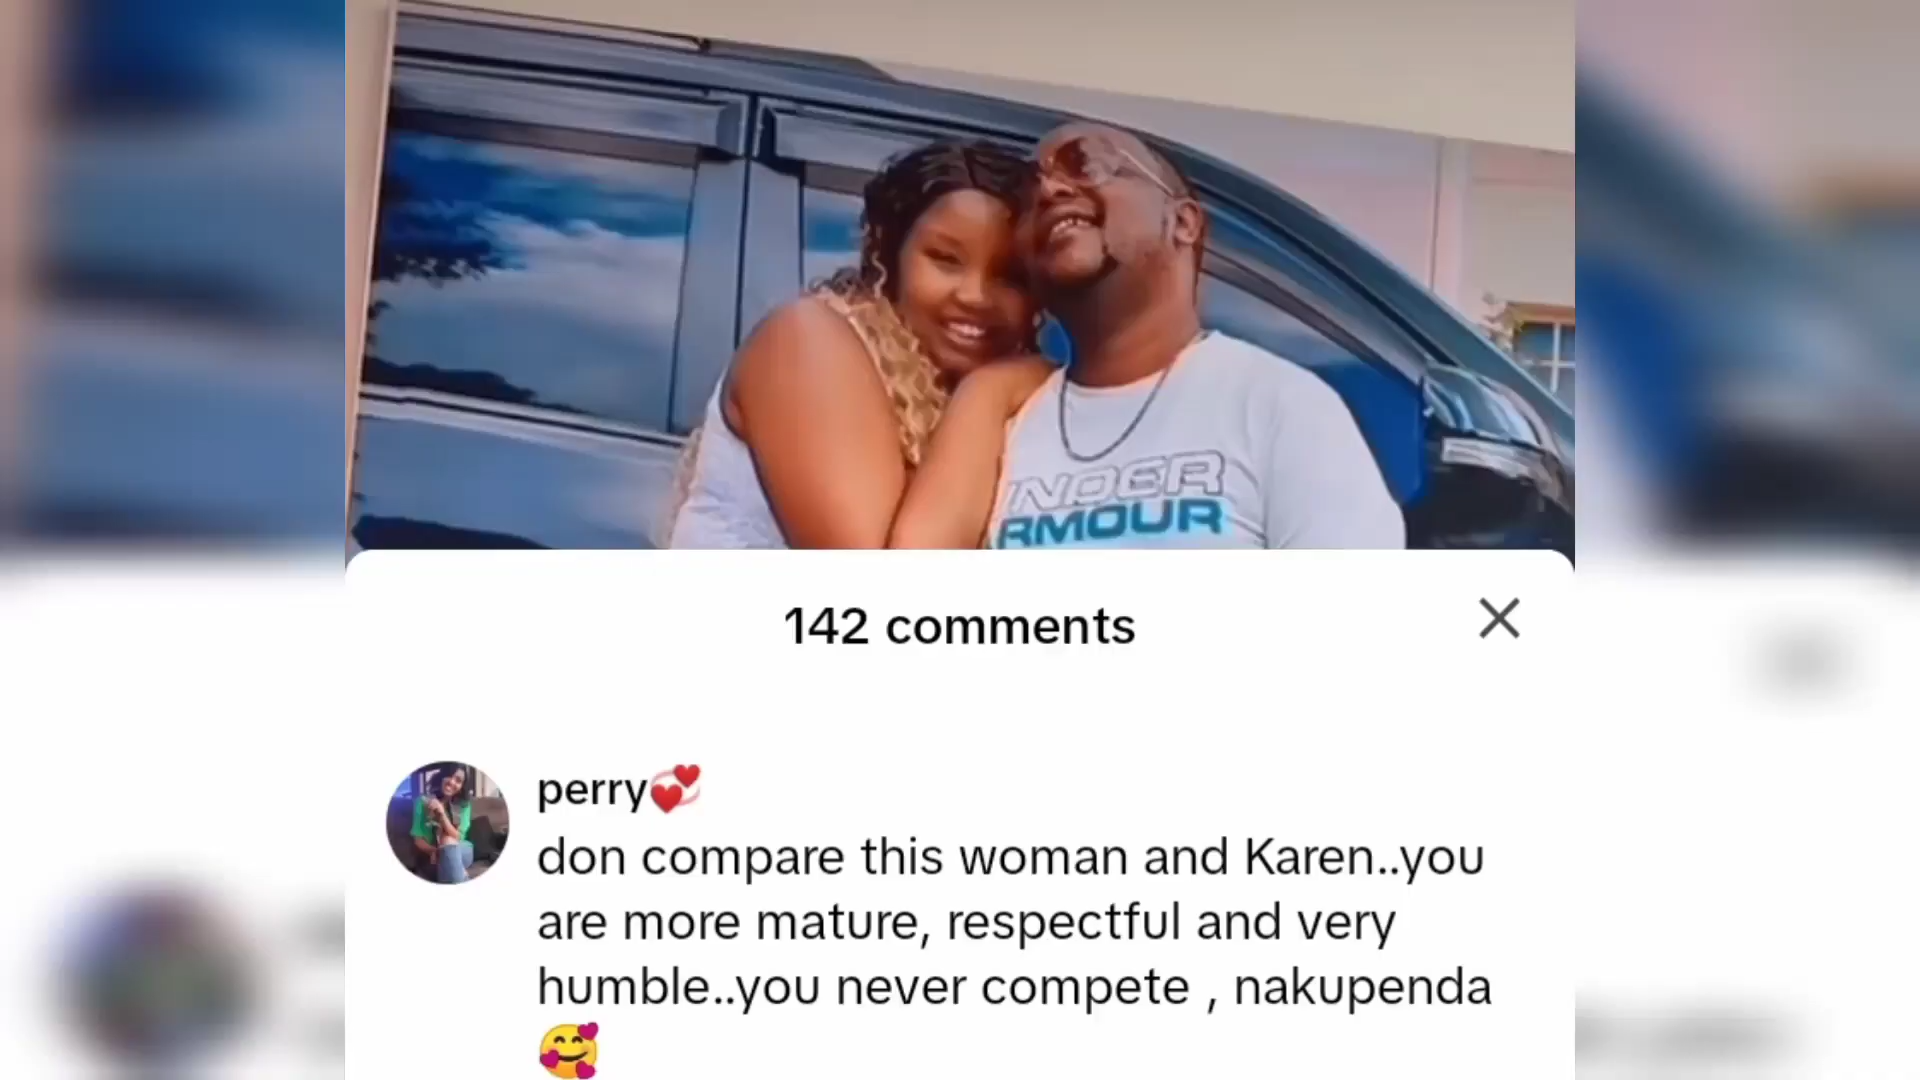 NDER
RMOUR
142 comments
perry💞
don compare this woman and Karen..you
are more mature, respectful and very
humble..you never compete , nakupenda
🥰